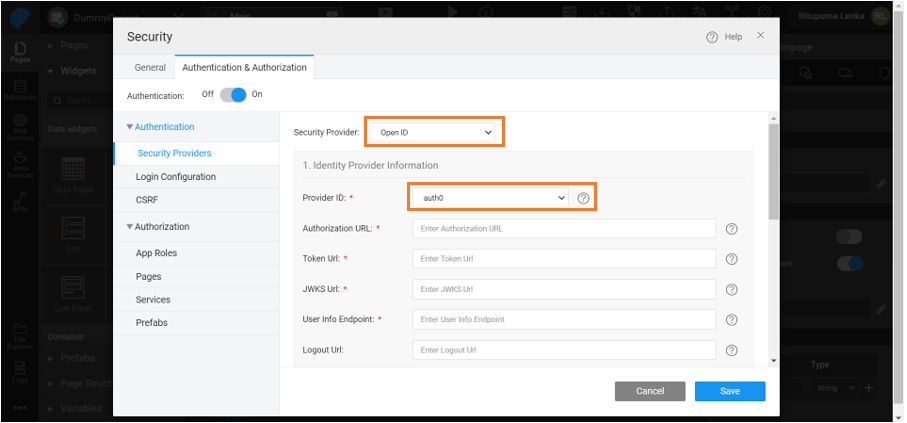 DummyProject
Main
Ritupurna Lenka
RL
Security
Help
General
Authentication & Authorization
Authentication:
Off
On
Authentication
Security Providers
Login Configuration
CSRF
Authorization
App Roles
Pages
Services
Prefabs
Security Provider:
Open ID
1. Identity Provider Information
Provider ID: *
auth0
Authorization URL: *
Enter Authorization URL
Token Url: *
Enter Token Url
JWKS Url: *
Enter JWKS Url
User Info Endpoint: *
Enter User Info Endpoint
Logout Url:
Enter Logout Url
Cancel
Save
Pages
Databases
Web
Services
Java
Services
APIs
File
Explorer
Logs
Pages
Widgets
Search
Data widgets
Data Table
List
Live Form
Container
Prefabs
Page Struct
Variables
Type
string